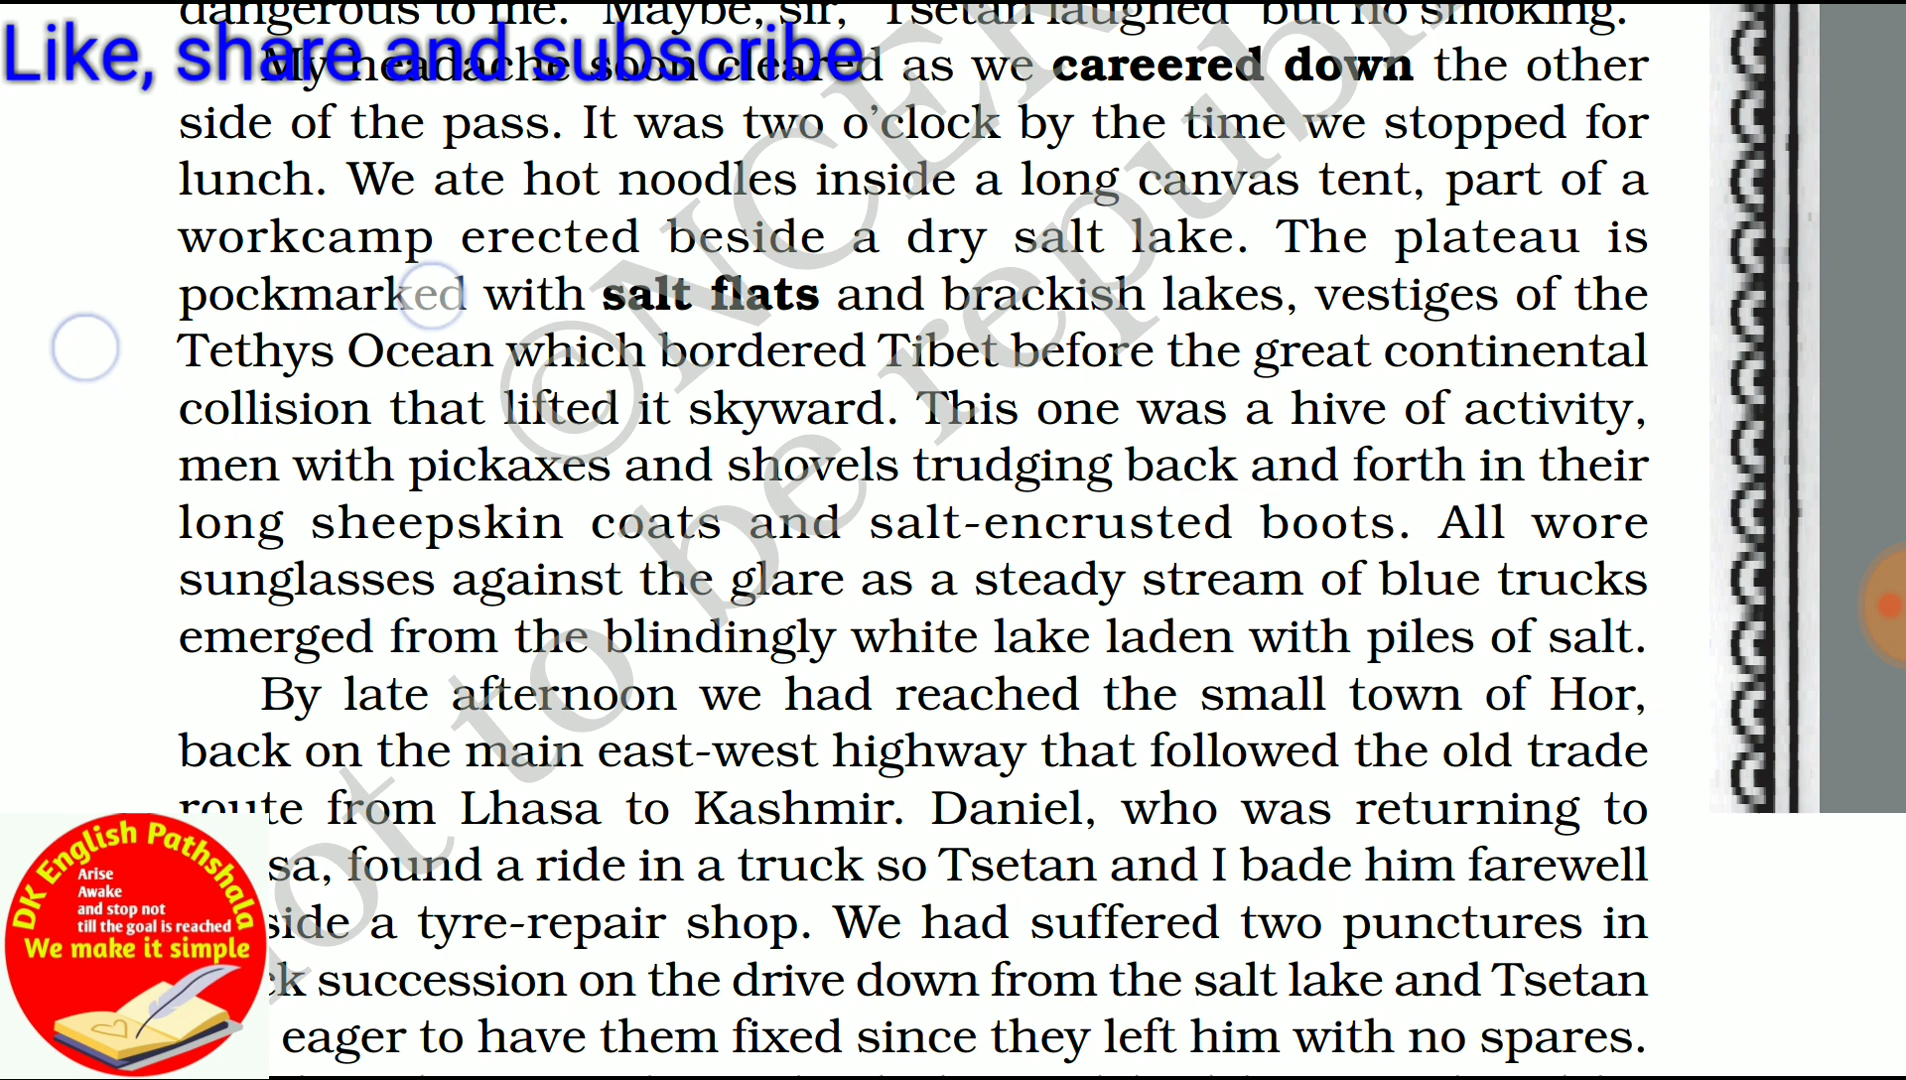 dangerous to me. "Maybe, sir," Tsetan laughed "but no smoking."
Like, share and subscribe
My headache soon cleared as we careered down the other
side of the pass. It was two o'clock by the time we stopped for
lunch. We ate hot noodles inside a long canvas tent, part of a
workcamp erected beside a dry salt lake. The plateau is
pockmarked with salt flats and brackish lakes, vestiges of the
Tethys Ocean which bordered Tibet before the great continental
collision that lifted it skyward. This one was a hive of activity,
men with pickaxes and shovels trudging back and forth in their
long sheepskin coats and salt-encrusted boots. All wore
sunglasses against the glare as a steady stream of blue trucks
emerged from the blindingly white lake laden with piles of salt.
By late afternoon we had reached the small town of Hor,
back on the main east-west highway that followed the old trade
route from Lhasa to Kashmir. Daniel, who was returning to
sa, found a ride in a truck so Tsetan and I bade him farewell
side a tyre-repair shop. We had suffered two punctures in
ck succession on the drive down from the salt lake and Tsetan
eager to have them fixed since they left him with no spares.
©NCER
not to be republi
DK English Pathshala
Arise
Awake
and stop not
till the goal is reached
We make it simple